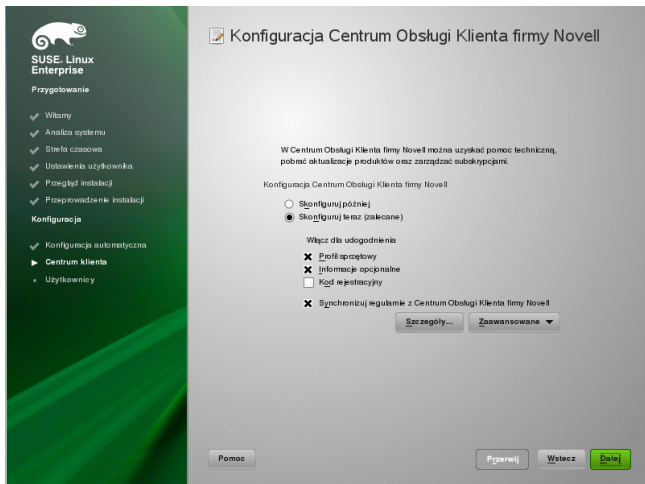 SUSE. Linux
Enterprise
Przygotowanie
Witamy
Analiza systemu
Strefa czasowa
Ustawienia użytkownika
Przegląd instalacji
Przeprowadzenie instalacji
Konfiguracja
Konfiguracja automatyczna
Centrum klienta
Użytkownicy
Konfiguracja Centrum Obsługi Klienta firmy Novell
W Centrum Obsługi Klienta firmy Novell można uzyskać pomoc techniczną,
pobrać aktualizacje produktów oraz zarządzać subskrypcjami.
Konfiguracja Centrum Obsługi Klienta firmy Novell
Skonfiguruj później
Skonfiguruj teraz (zalecane)
Włącz dla udogodnienia
Profil sprzętowy
Informacje opcjonalne
Kod rejestracyjny
Synchronizuj regularnie z Centrum Obsługi Klienta firmy Novell
Szczegóły... Zaawansowane
Pomoc Przerwij Wstecz Dalej